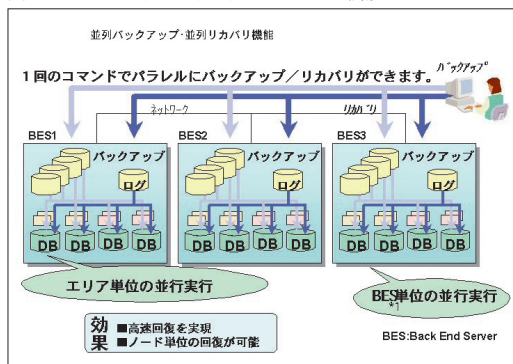 並列バックアップ・並列リカバリ機能
1回のコマンドでパラレルにバックアップ／リカバリができます。
バックアップ
ネットワーク
リカバリ
BES1
BES2
BES3
バックアップ
バックアップ
バックアップ
ログ
ログ
ログ
DB DB DB DB
DB DB DB DB
DB DB DB DB
エリア単位の並行実行
BES単位の並行実行
*1
効果
■高速回復を実現
■ノード単位の回復が可能
BES:Back End Server